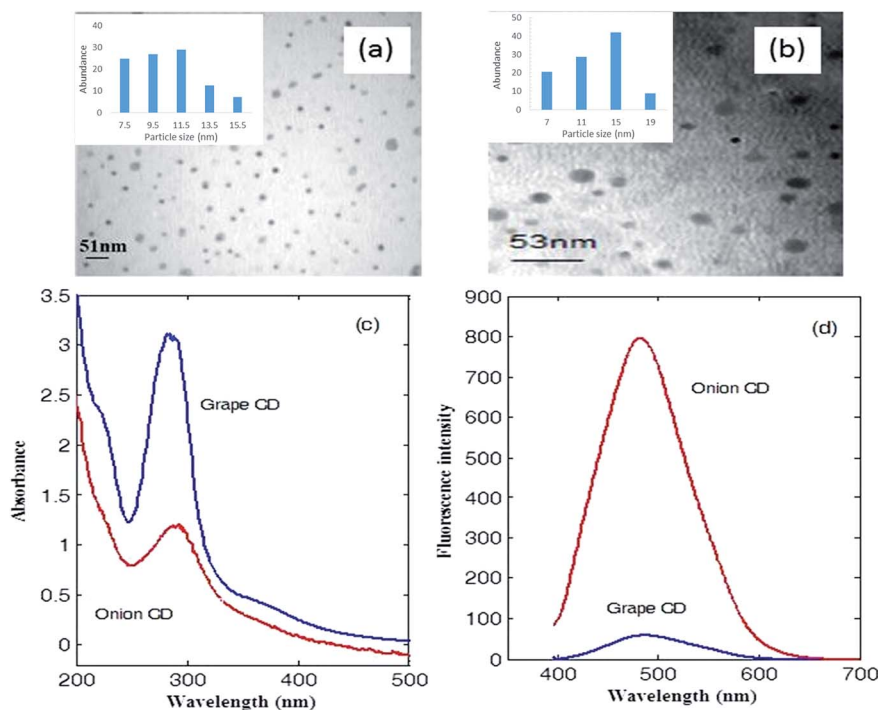 (a)
40
30
20
10
0
Abundance
7.5 9.5 11.5 13.5 15.5
Particle size (nm)
51nm
(b)
50
40
30
20
10
0
Abundance
7 11 15 19
Particle size (nm)
53nm
(c)
3.5
3
2.5
2
1.5
1
0.5
0
Absorbance
Grape CD
Onion CD
200 300 400 500
Wavelength (nm)
(d)
900
800
700
600
500
400
300
200
100
0
Fluorescence intensity
Onion CD
Grape CD
400 500 600 700
Wavelength (nm)